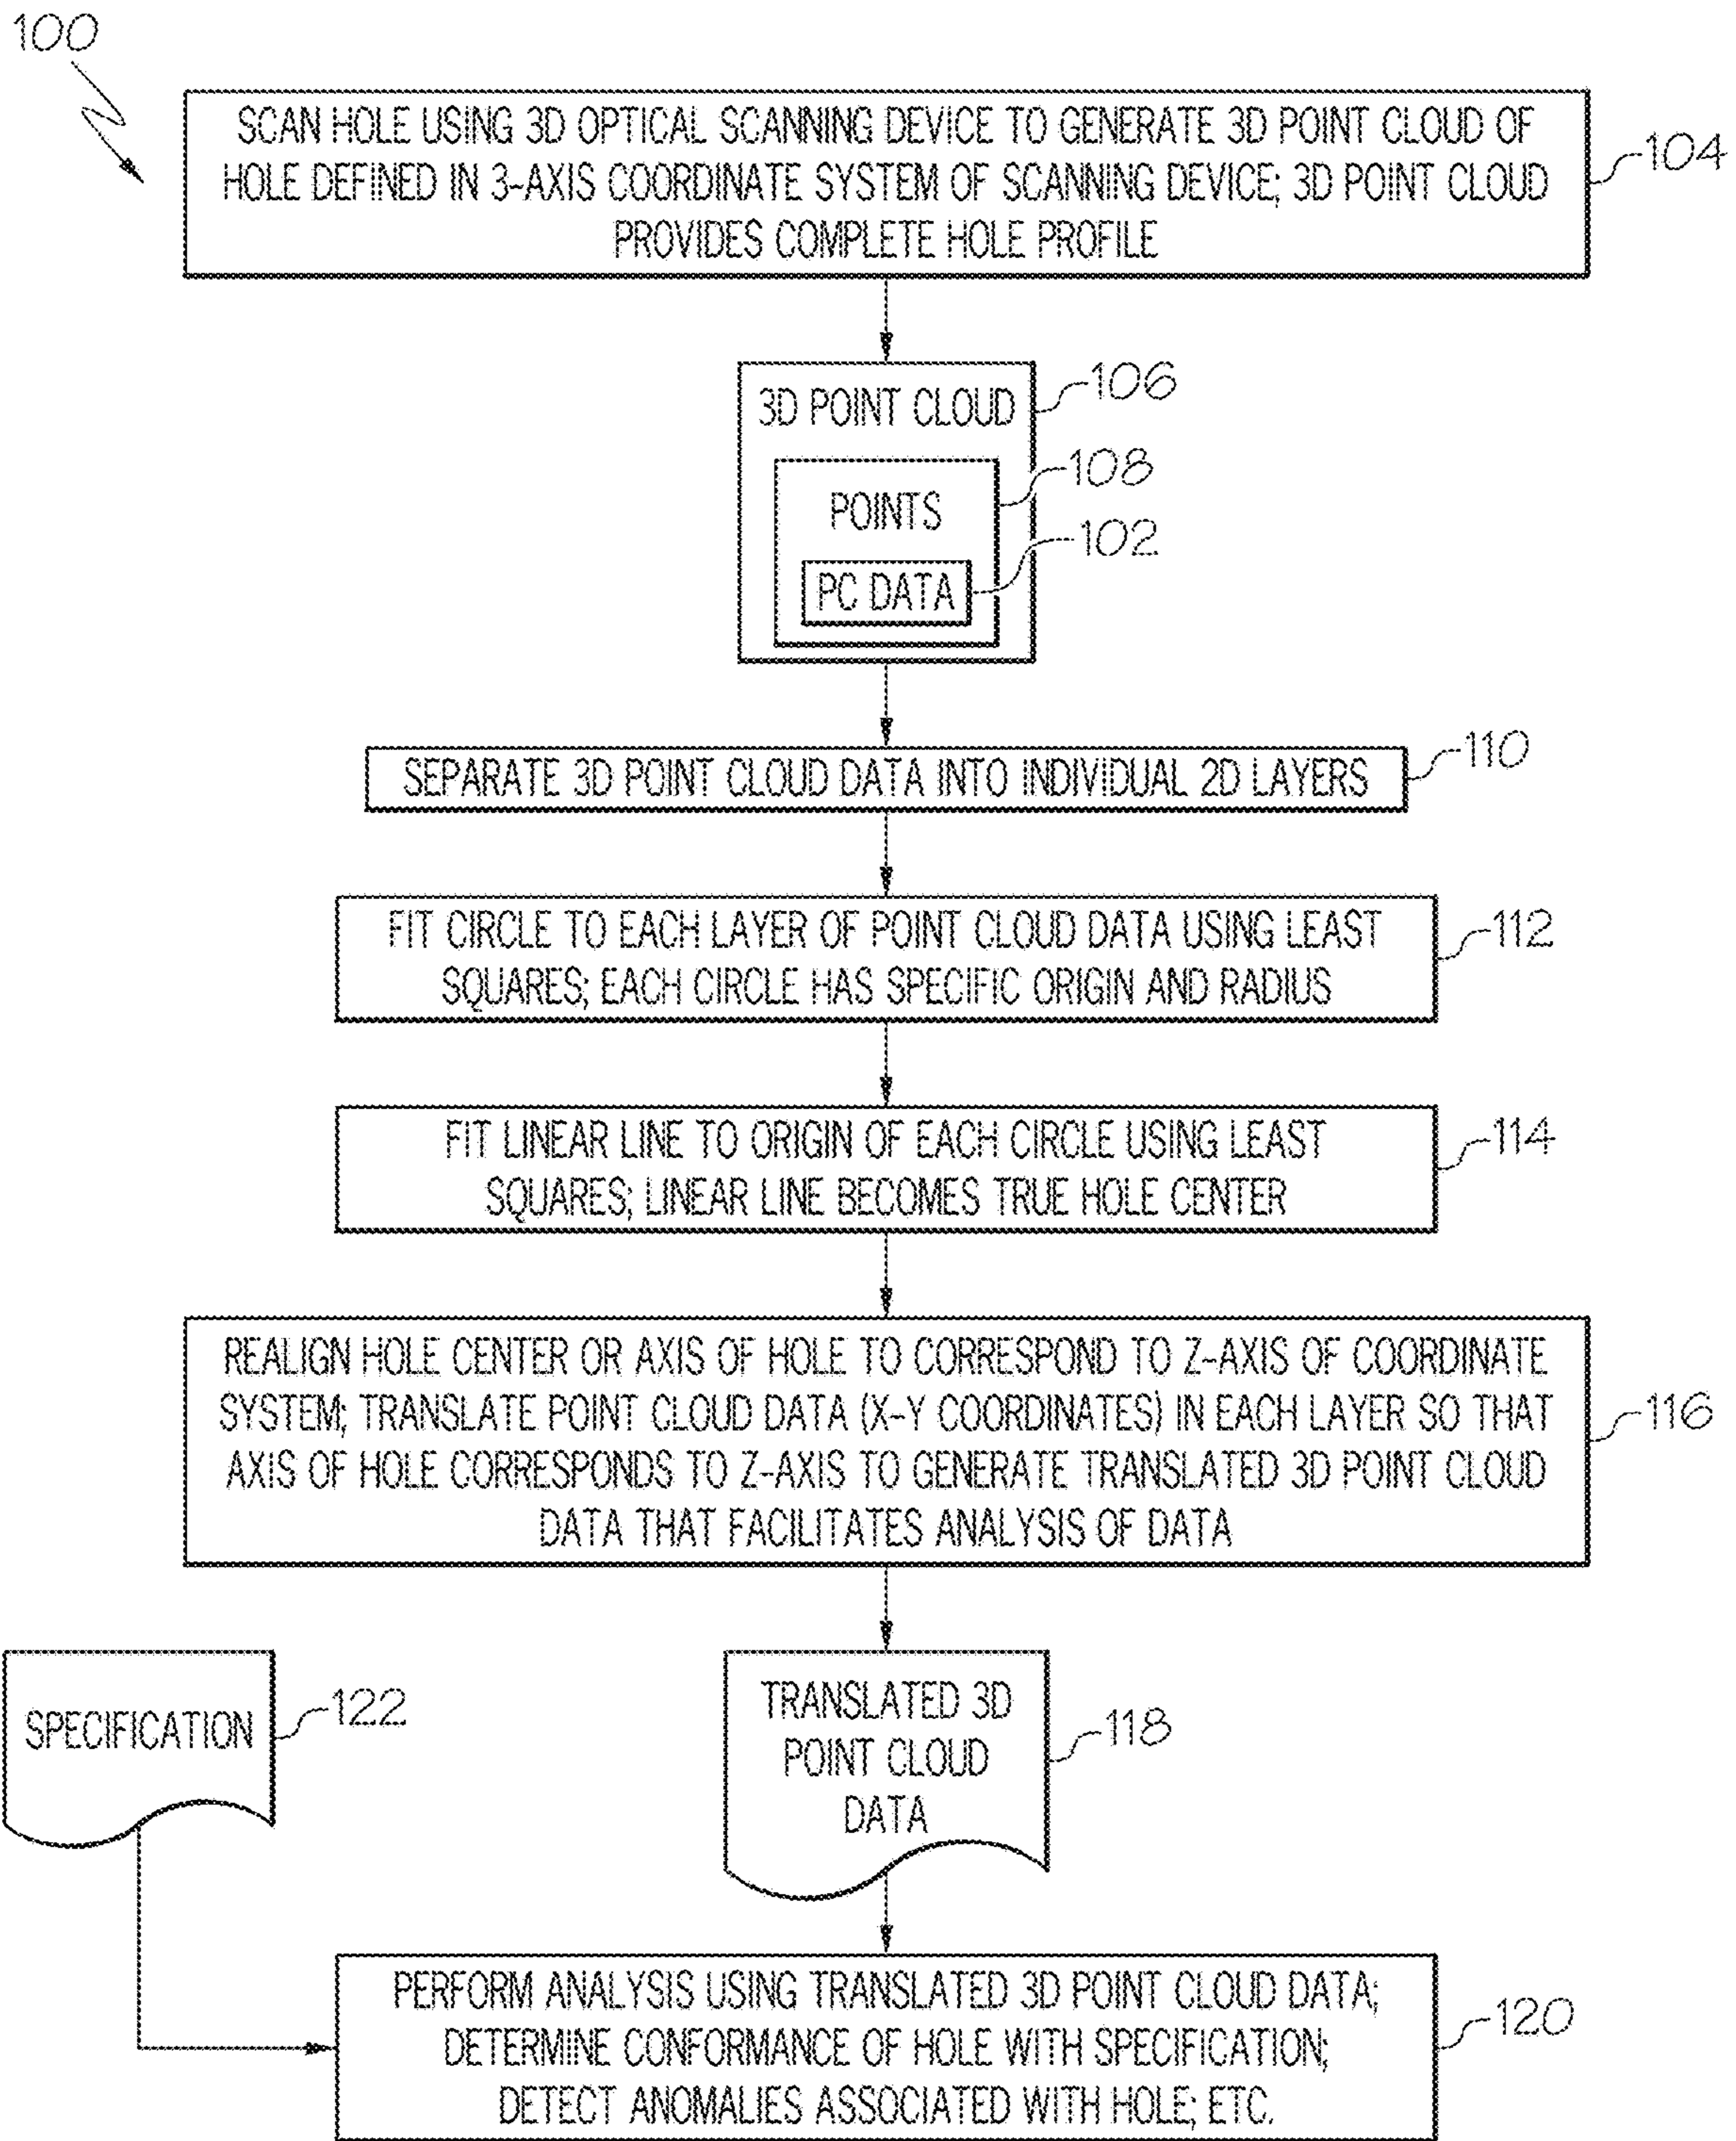 100
SCAN HOLE USING 3D OPTICAL SCANNING DEVICE TO GENERATE 3D POINT CLOUD OF
HOLE DEFINED IN 3-AXIS COORDINATE SYSTEM OF SCANNING DEVICE; 3D POINT CLOUD
PROVIDES COMPLETE HOLE PROFILE
104
3D POINT CLOUD
106
POINTS
108
PC DATA
102
SEPARATE 3D POINT CLOUD DATA INTO INDIVIDUAL 2D LAYERS
110
FIT CIRCLE TO EACH LAYER OF POINT CLOUD DATA USING LEAST
SQUARES; EACH CIRCLE HAS SPECIFIC ORIGIN AND RADIUS
112
FIT LINEAR LINE TO ORIGIN OF EACH CIRCLE USING LEAST
SQUARES; LINEAR LINE BECOMES TRUE HOLE CENTER
114
REALIGN HOLE CENTER OR AXIS OF HOLE TO CORRESPOND TO Z-AXIS OF COORDINATE
SYSTEM; TRANSLATE POINT CLOUD DATA (X-Y COORDINATES) IN EACH LAYER SO THAT
AXIS OF HOLE CORRESPONDS TO Z-AXIS TO GENERATE TRANSLATED 3D POINT CLOUD
DATA THAT FACILITATES ANALYSIS OF DATA
116
SPECIFICATION
122
TRANSLATED 3D
POINT CLOUD
DATA
118
PERFORM ANALYSIS USING TRANSLATED 3D POINT CLOUD DATA;
DETERMINE CONFORMANCE OF HOLE WITH SPECIFICATION;
DETECT ANOMALIES ASSOCIATED WITH HOLE; ETC.
120